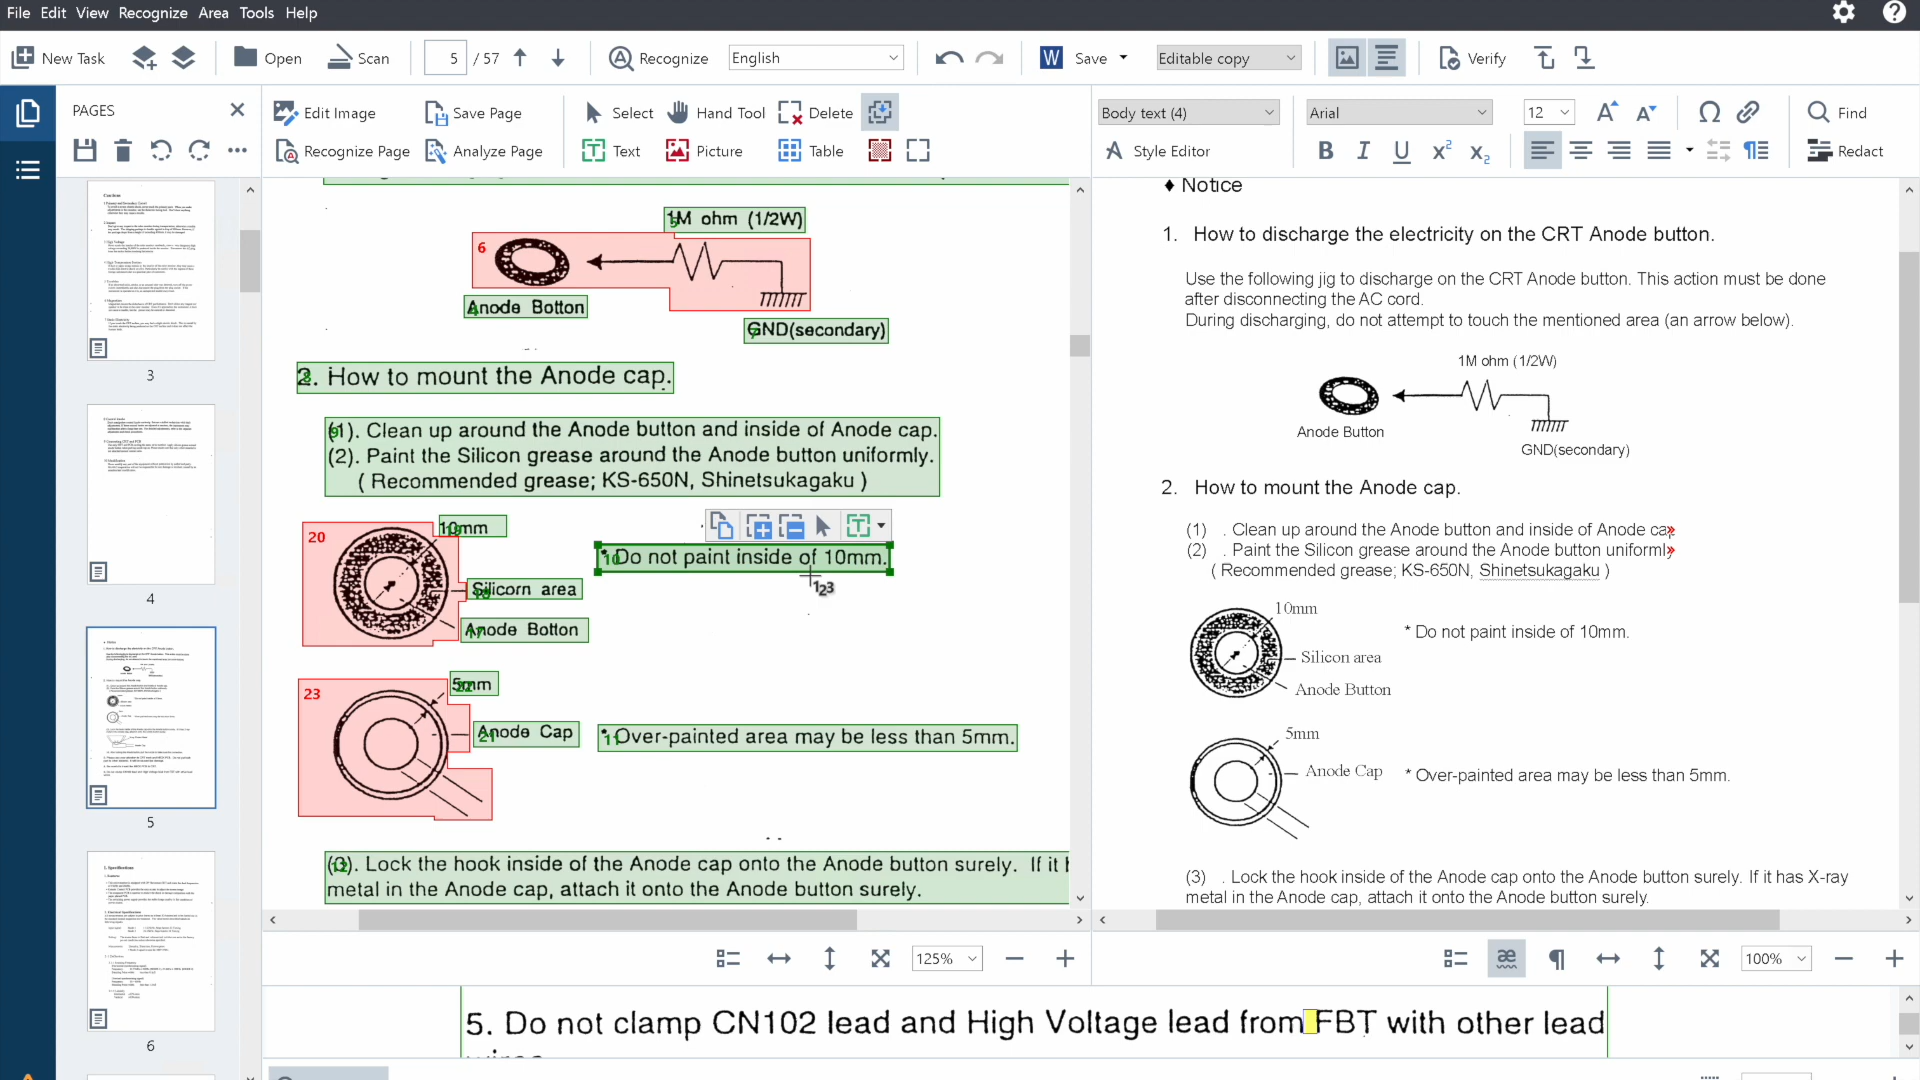 File Edit View Recognize Area Tools Help
New Task Open Scan 5 / 57 Recognize English Save Editable copy Verify
PAGES
Edit Image Save Page Select Hand Tool Delete
Recognize Page Analyze Page Text Picture Table
Body text (4) Arial 12 Find
Style Editor B I U X² X₂ Redact
3
4
5
6
1M ohm (1/2W)
6
Anode Botton
GND(secondary)
2. How to mount the Anode cap.
(1). Clean up around the Anode button and inside of Anode cap.
(2). Paint the Silicon grease around the Anode button uniformly.
( Recommended grease; KS-650N, Shinetsukagaku )
20
10mm
* Do not paint inside of 10mm.
Silicorn area
Anode Botton
23
5mm
Anode Cap
* Over-painted area may be less than 5mm.
(3). Lock the hook inside of the Anode cap onto the Anode button surely. If it
metal in the Anode cap, attach it onto the Anode button surely.
125%
♦ Notice
1. How to discharge the electricity on the CRT Anode button.
Use the following jig to discharge on the CRT Anode button. This action must be done
after disconnecting the AC cord.
During discharging, do not attempt to touch the mentioned area (an arrow below).
1M ohm (1/2W)
Anode Button
GND(secondary)
2. How to mount the Anode cap.
(1) . Clean up around the Anode button and inside of Anode ca
(2) . Paint the Silicon grease around the Anode button uniforml
( Recommended grease; KS-650N, Shinetsukagaku )
10mm
* Do not paint inside of 10mm.
Silicon area
Anode Button
5mm
Anode Cap
* Over-painted area may be less than 5mm.
(3) . Lock the hook inside of the Anode cap onto the Anode button surely. If it has X-ray
metal in the Anode cap, attach it onto the Anode button surely.
100%
5. Do not clamp CN102 lead and High Voltage lead from FBT with other lead